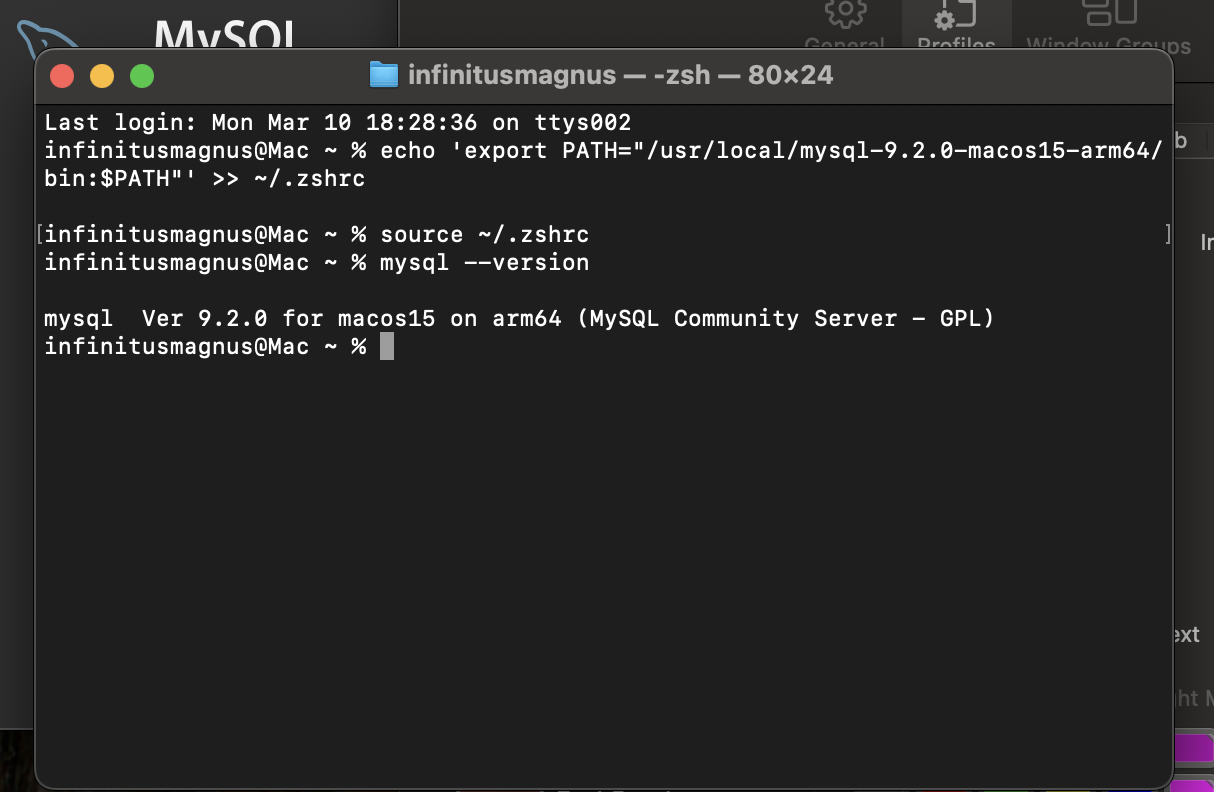 MySQL
General
Profiles
Window Groups
infinitusmagnus — -zsh — 80×24
Last login: Mon Mar 10 18:28:36 on ttys002
infinitusmagnus@Mac ~ % echo 'export PATH="/usr/local/mysql-9.2.0-macos15-arm64/
bin:$PATH"' >> ~/.zshrc
[infinitusmagnus@Mac ~ % source ~/.zshrc ]
infinitusmagnus@Mac ~ % mysql --version
mysql  Ver 9.2.0 for macos15 on arm64 (MySQL Community Server - GPL)
infinitusmagnus@Mac ~ %